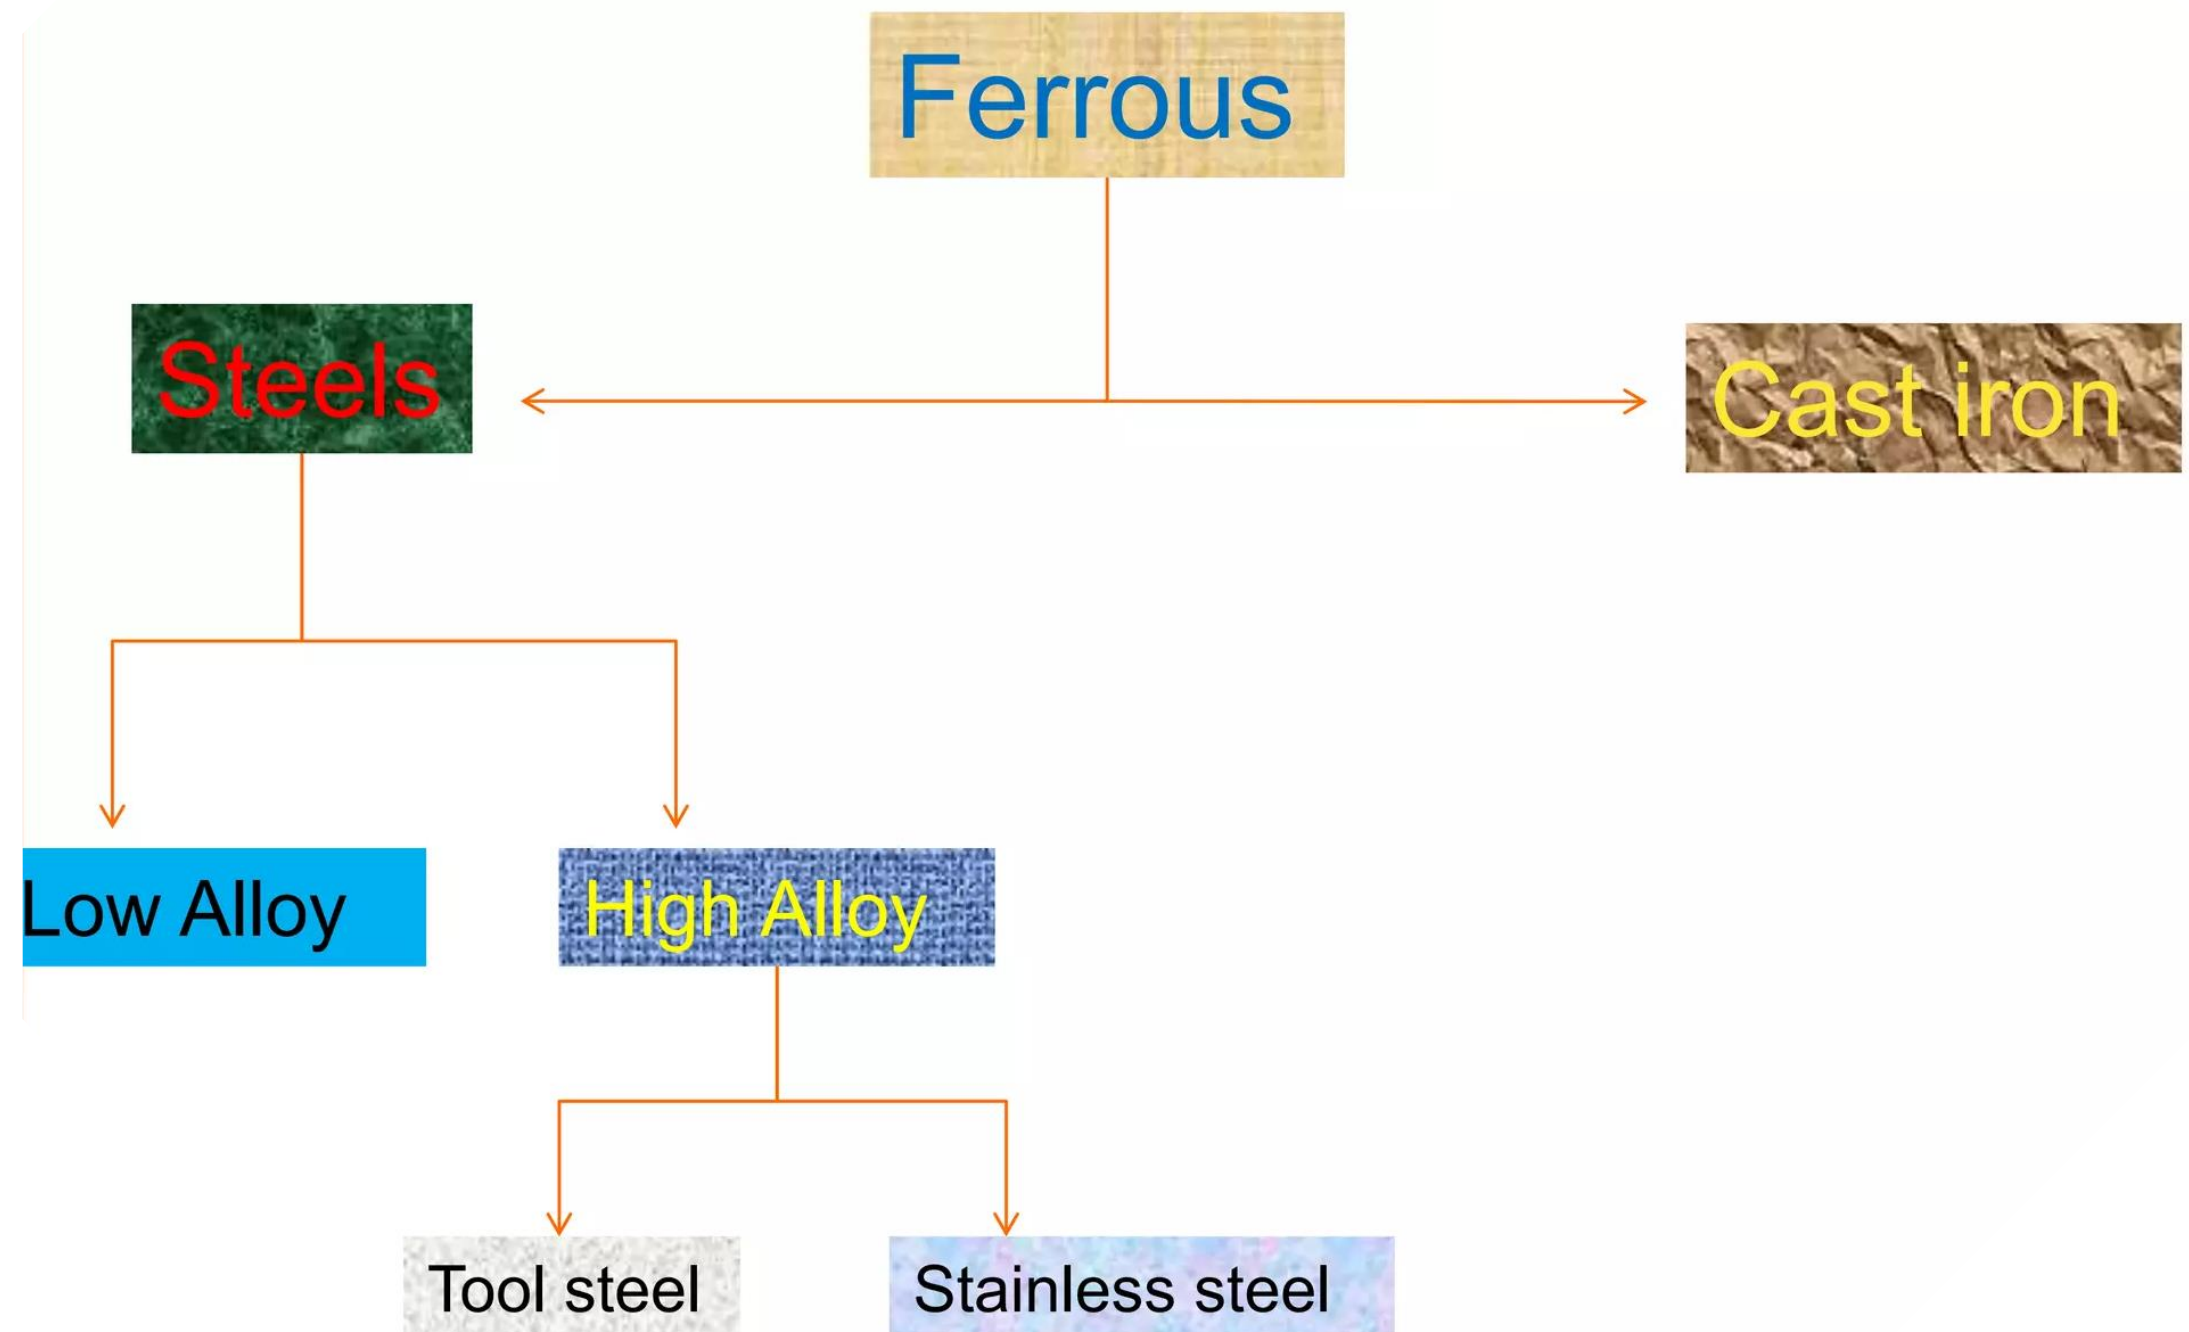 Ferrous
Steels
Cast iron
Low Alloy
High Alloy
Tool steel
Stainless steel